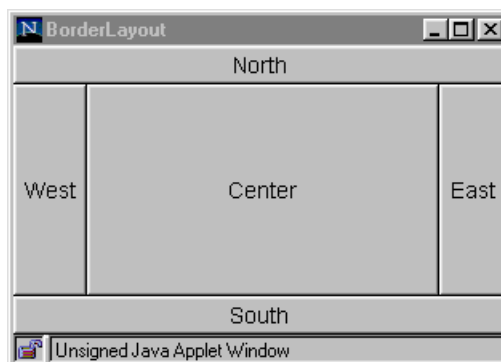 N BorderLayout
North
West Center East
South
Unsigned Java Applet Window